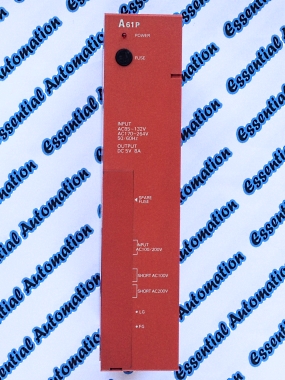 A61P
POWER
FUSE
INPUT
AC85-132V
AC170-264V
50/60Hz
OUTPUT
DC 5V 8A
SPARE
FUSE
INPUT
AC100/200V
SHORT AC100V
SHORT AC200V
LG
FG
Essential Automation